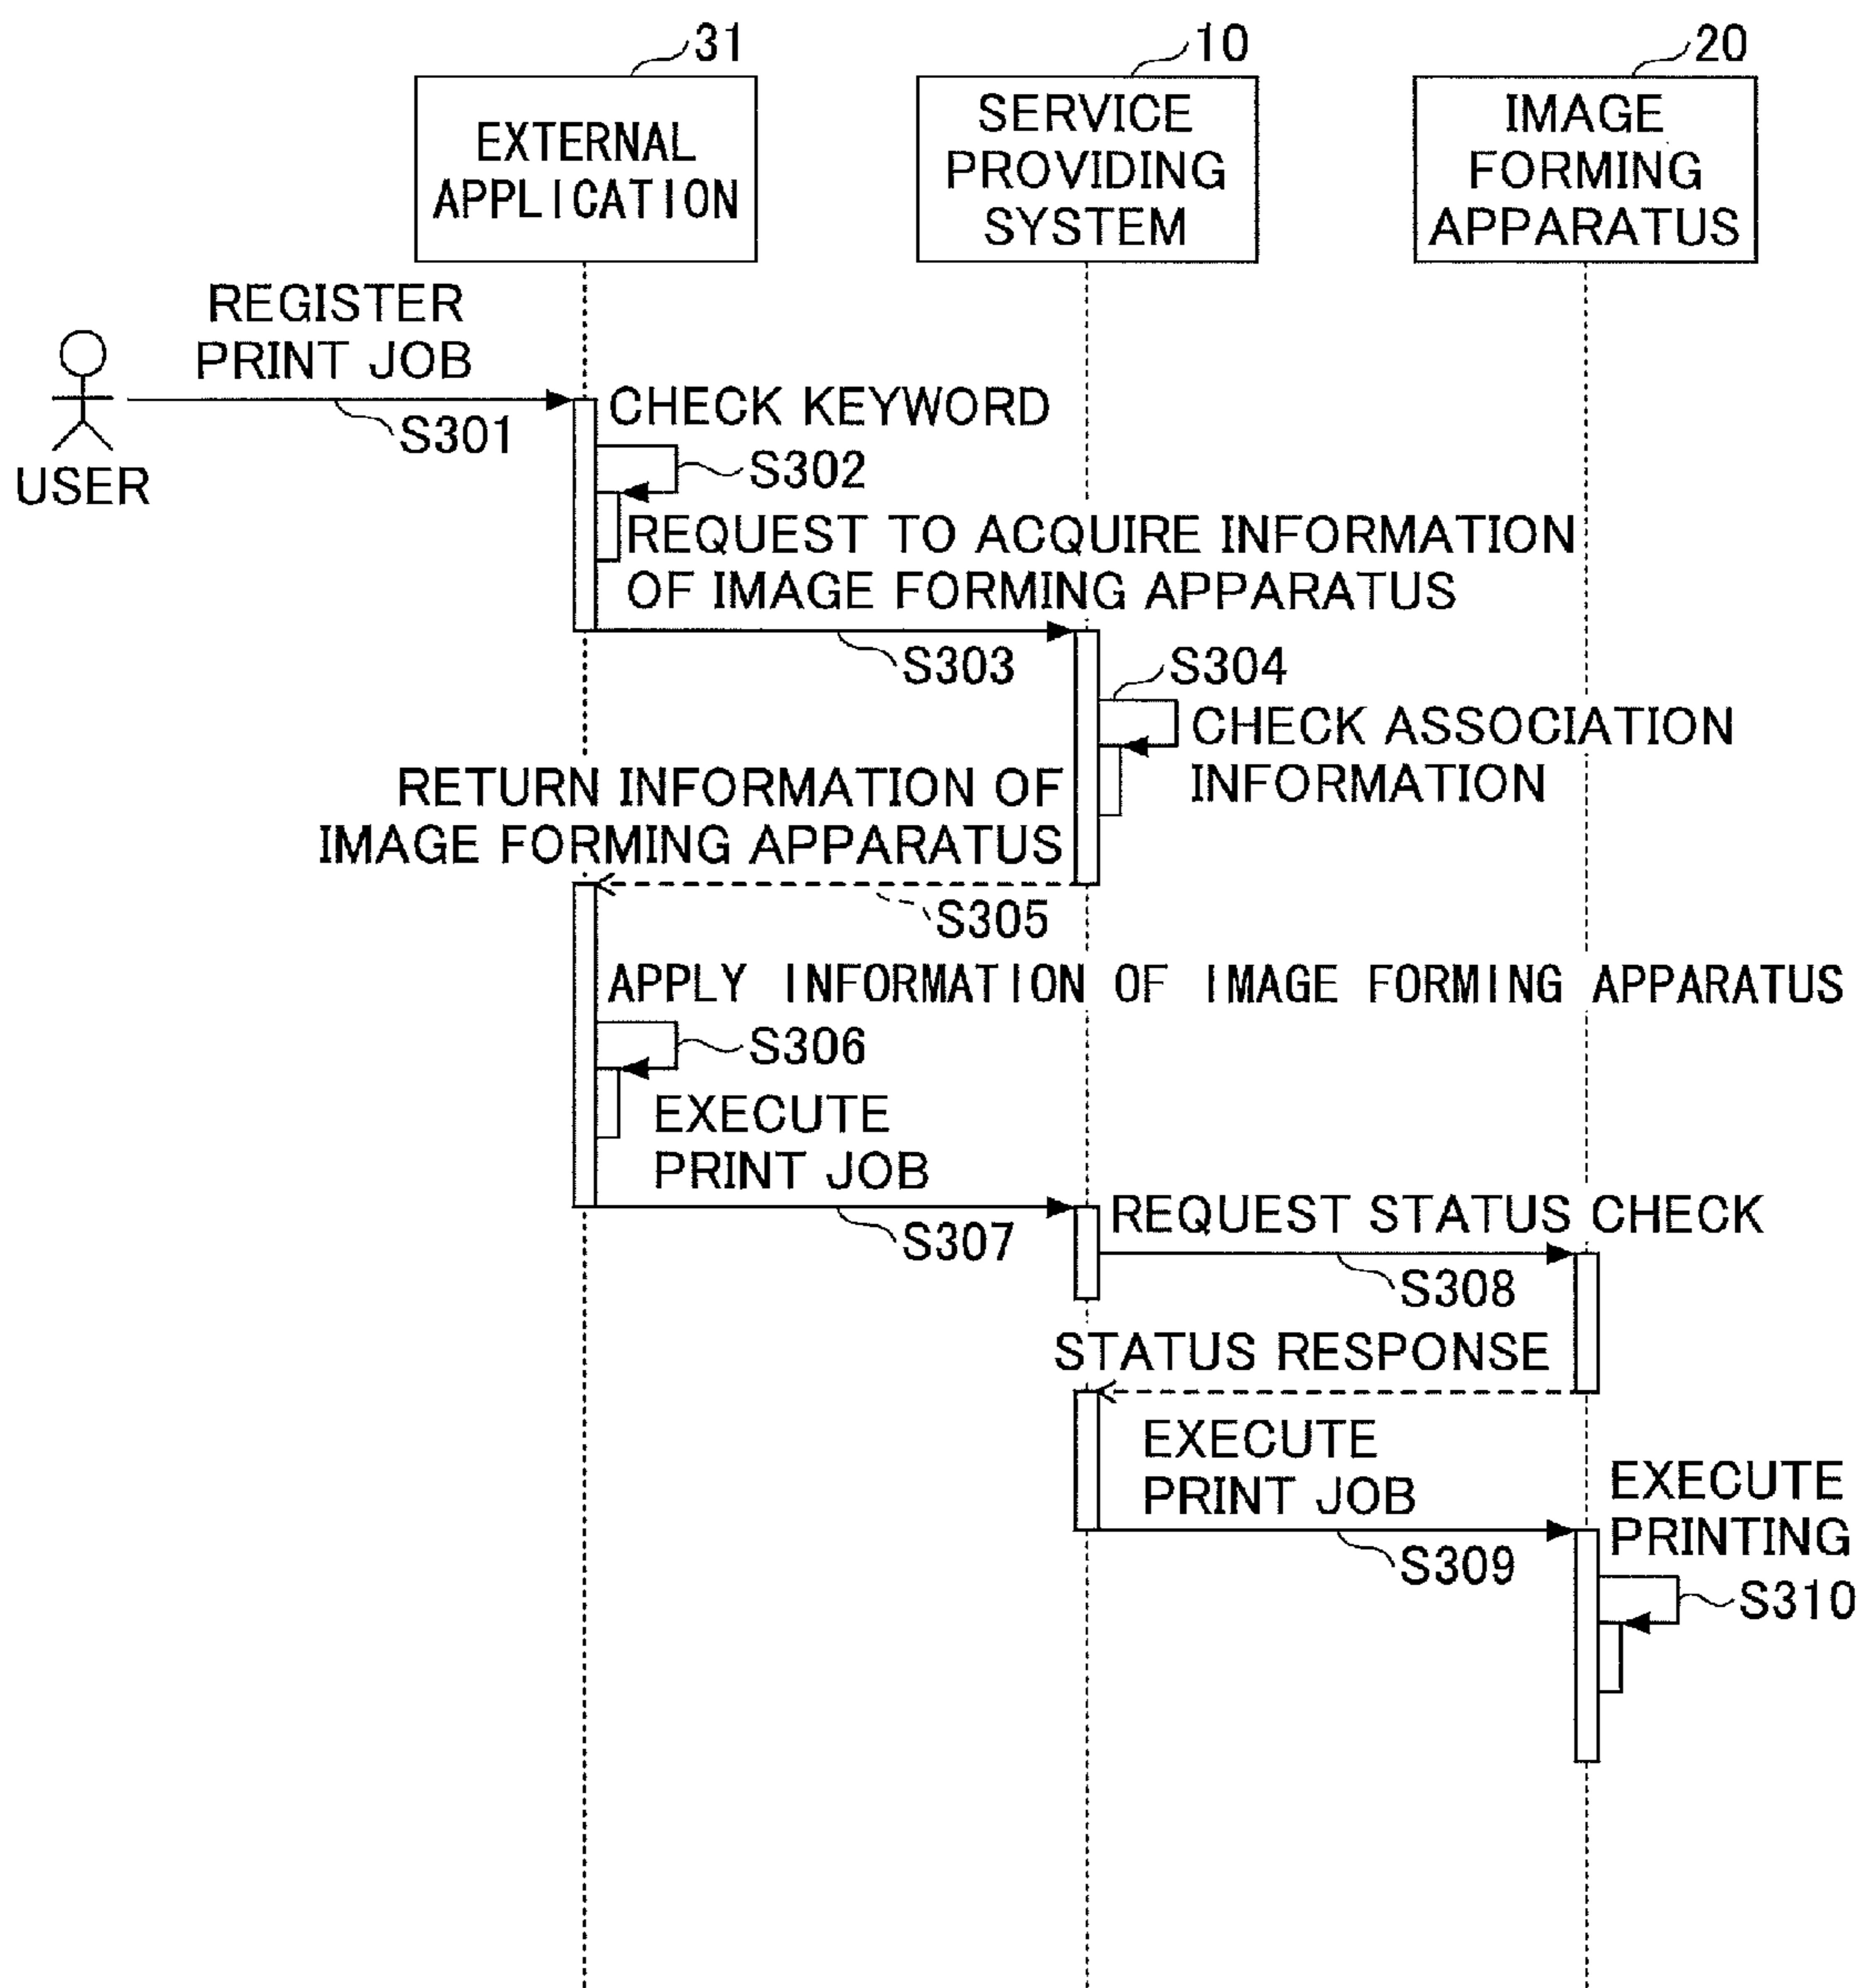 31
10
20
EXTERNAL
APPLICATION
SERVICE
PROVIDING
SYSTEM
IMAGE
FORMING
APPARATUS
REGISTER
PRINT JOB
S301
USER
CHECK KEYWORD
S302
REQUEST TO ACQUIRE INFORMATION
OF IMAGE FORMING APPARATUS
S303
S304
CHECK ASSOCIATION
INFORMATION
RETURN INFORMATION OF
IMAGE FORMING APPARATUS
S305
APPLY INFORMATION OF IMAGE FORMING APPARATUS
S306
EXECUTE
PRINT JOB
S307
REQUEST STATUS CHECK
S308
STATUS RESPONSE
EXECUTE
PRINT JOB
S309
EXECUTE
PRINTING
S310